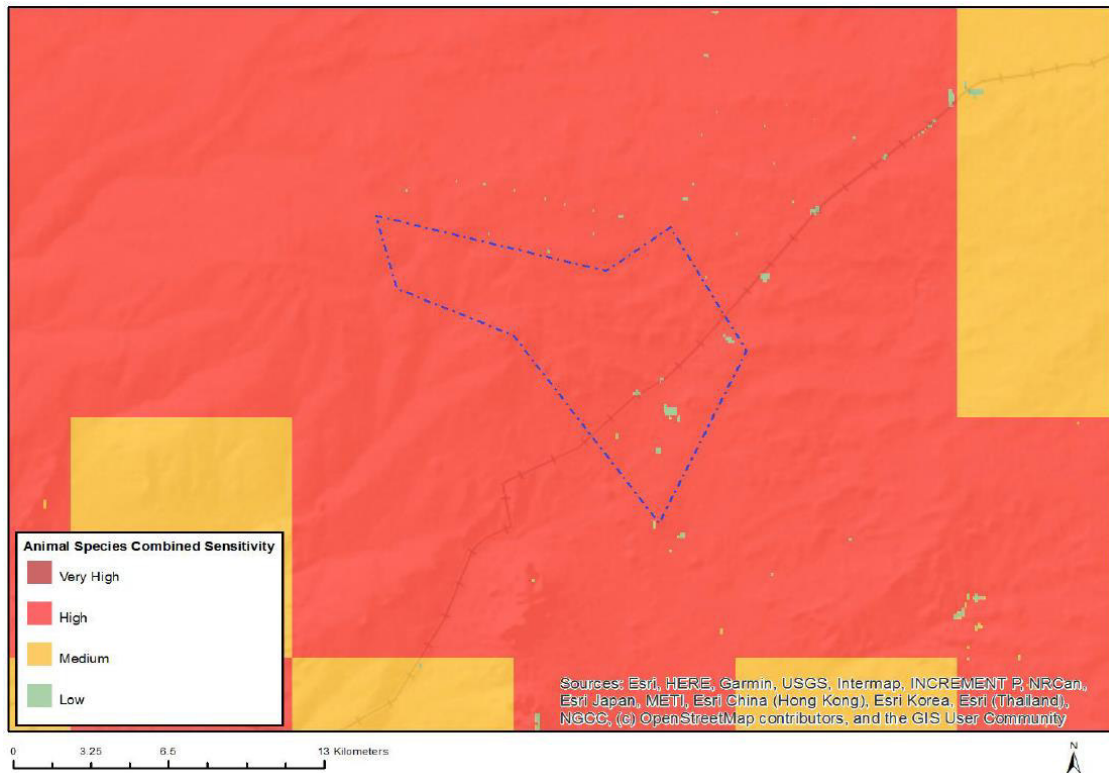 Animal Species Combined Sensitivity
Very High
High
Medium
Low
Sources: Esri, HERE, Garmin, USGS, Intermap, INCREMENT P, NRCan,
Esri Japan, METI, Esri China (Hong Kong), Esri Korea, Esri (Thailand),
NGCC, (c) OpenStreetMap contributors, and the GIS User Community
0 3.25 6.5 13 Kilometers
N